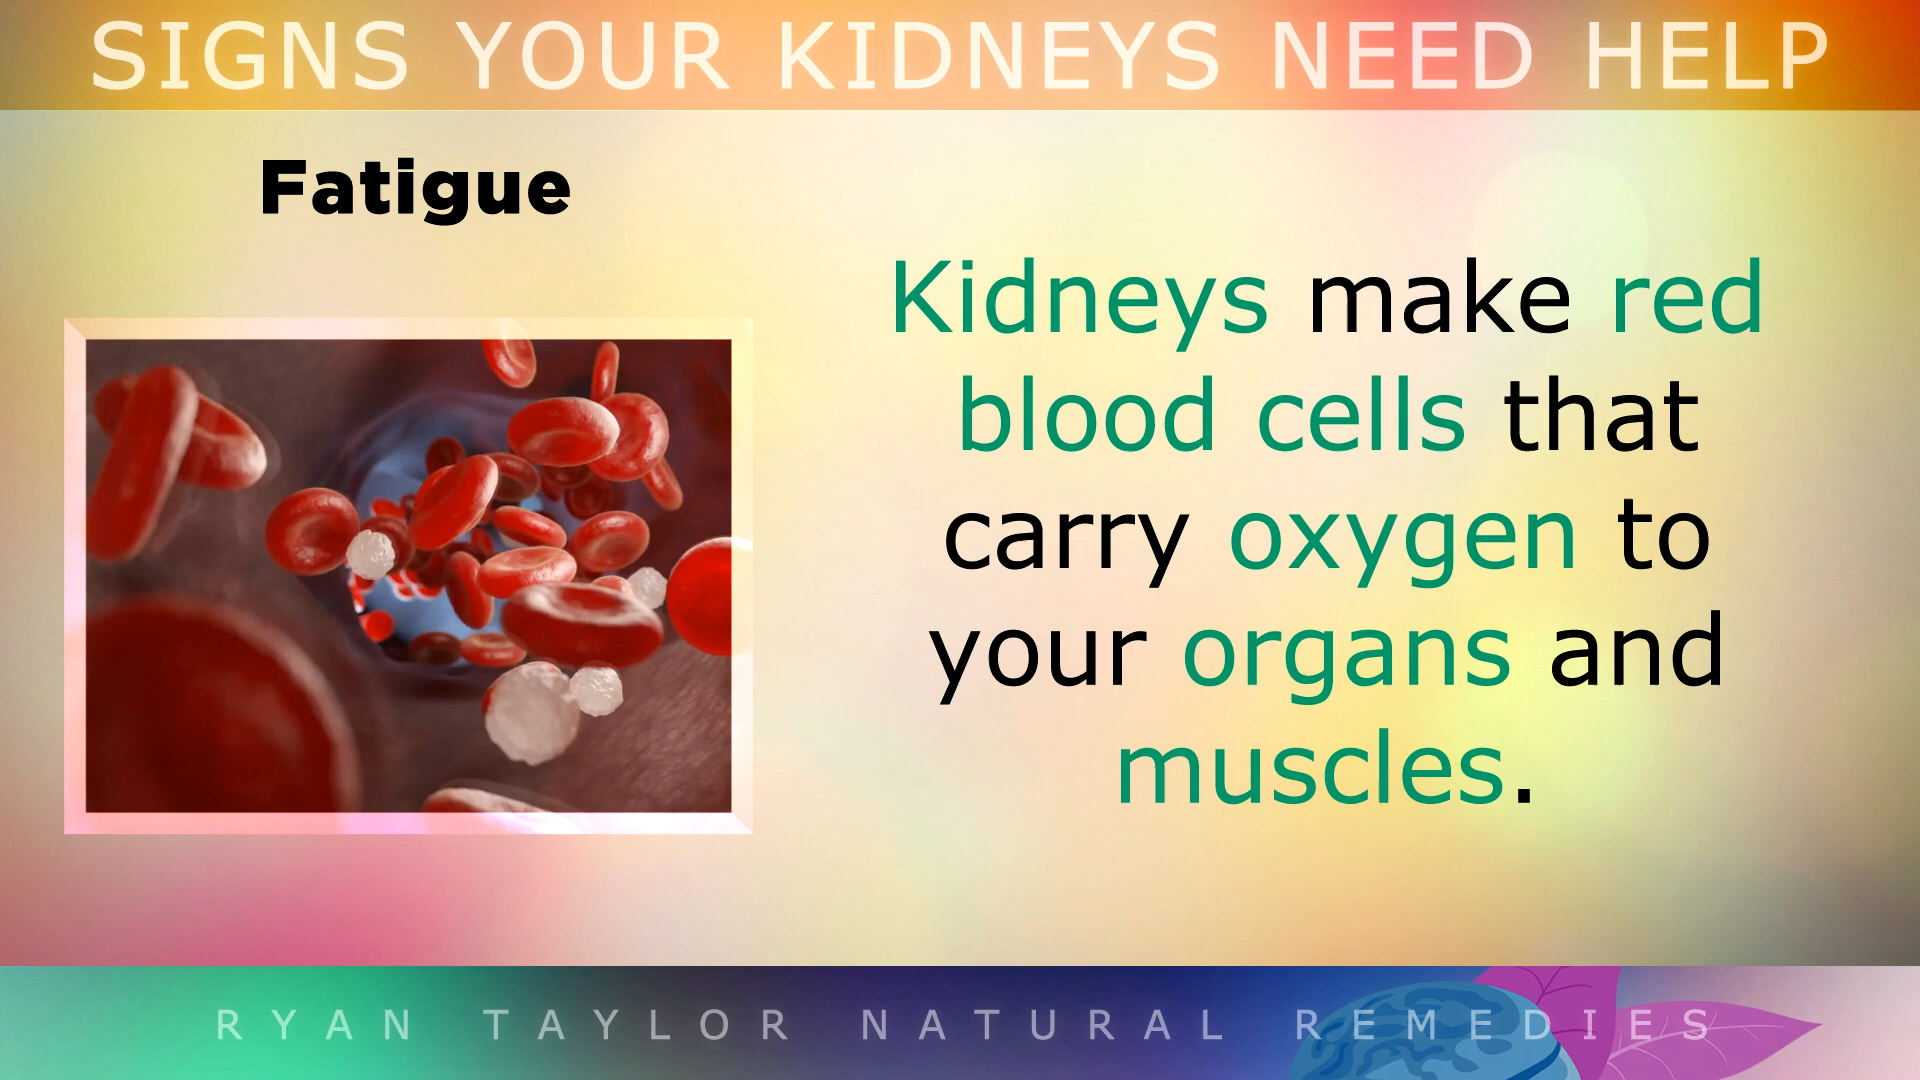 SIGNS YOUR KIDNEYS NEED HELP
Fatigue
Kidneys make red
blood cells that
carry oxygen to
your organs and
muscles.
RYAN TAYLOR NATURAL REMEDIES